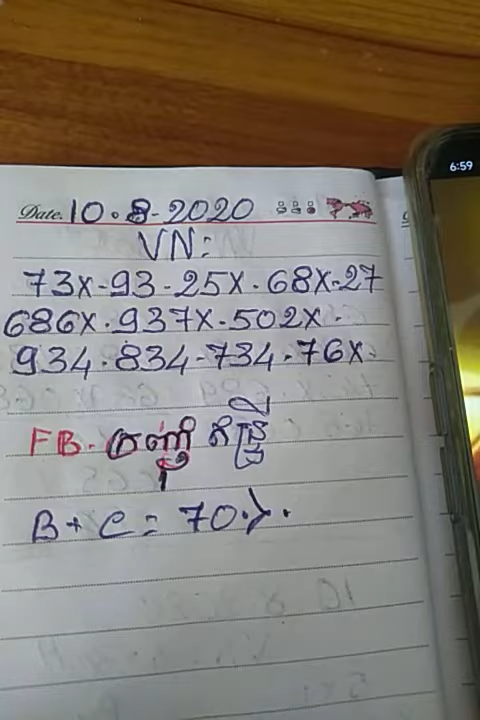 Date. 10.8-2020
6:59
VN:
73x-93-25x.68x-27
686x.937x-502x.
934.834-734.76x.
FB.
B+C= 70%.